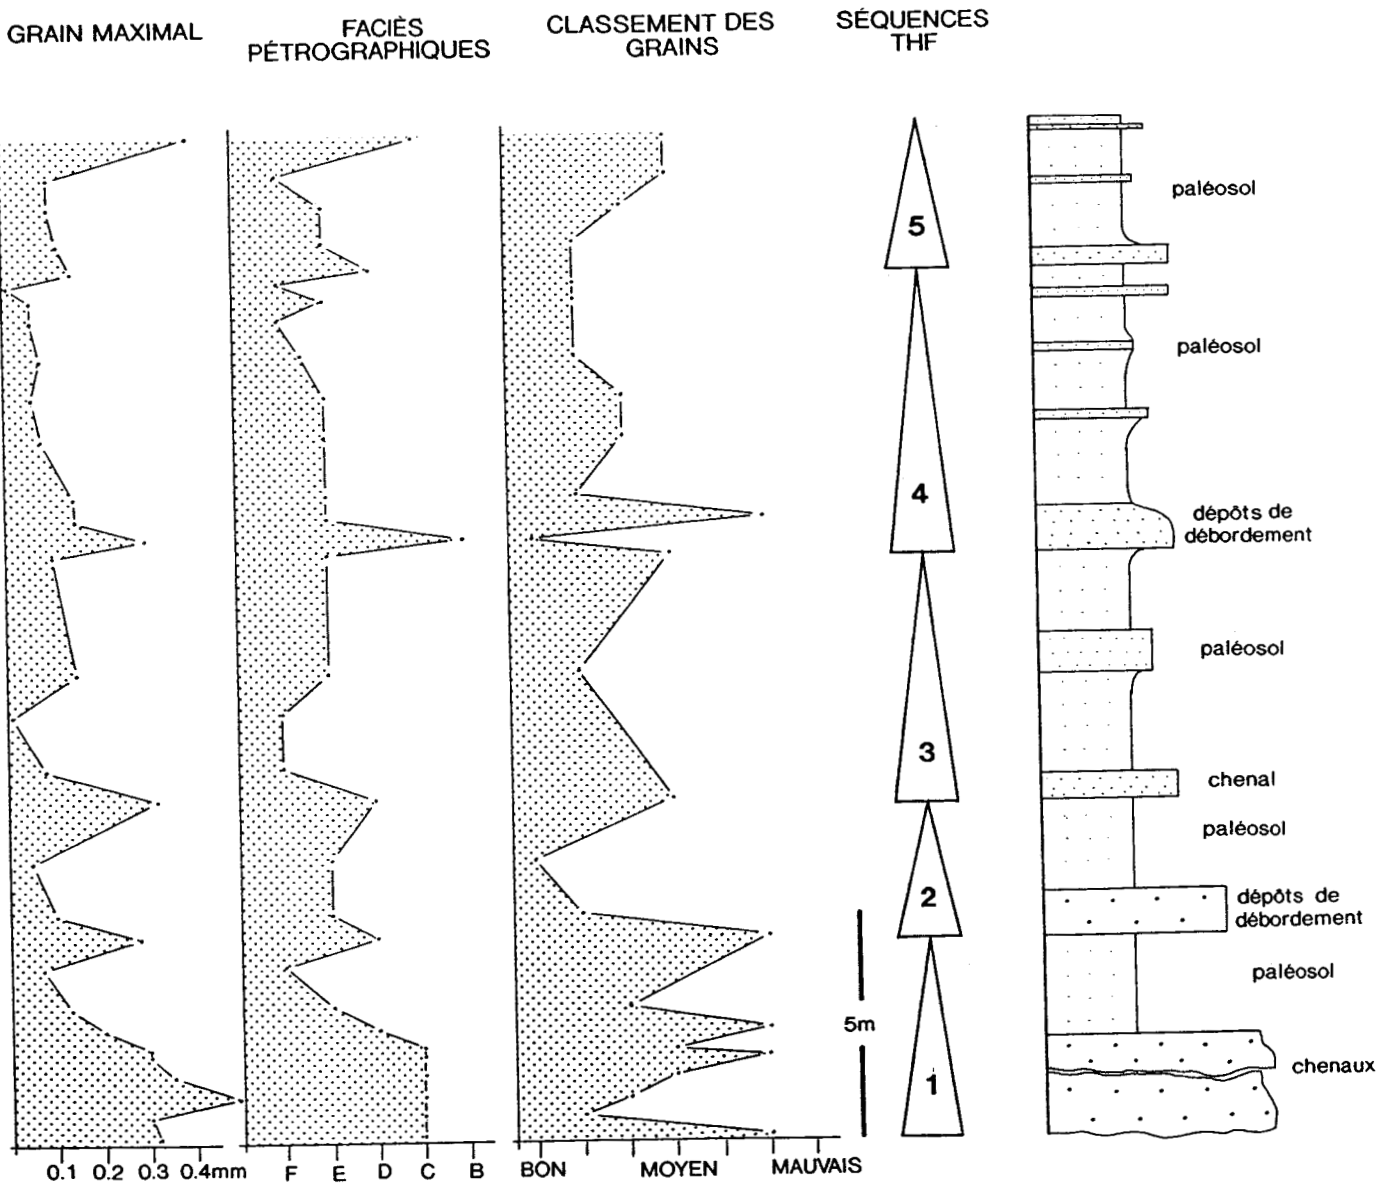 GRAIN MAXIMAL
FACIÈS
PÉTROGRAPHIQUES
CLASSEMENT DES
GRAINS
SÉQUENCES
THF
5
paléosol
paléosol
4
dépôts de
débordement
3
paléosol
chenal
paléosol
2
dépôts de
débordement
paléosol
5m
1
chenaux
0.1 0.2 0.3 0.4mm
F E D C B
BON MOYEN MAUVAIS